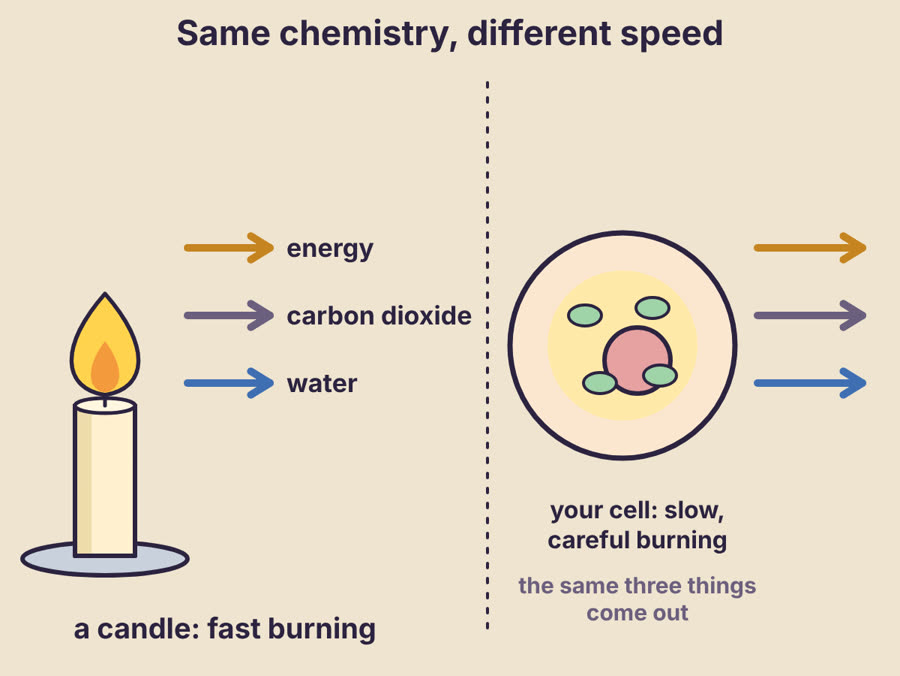 Same chemistry, different speed
energy
carbon dioxide
water
a candle: fast burning
your cell: slow,
careful burning
the same three things
come out